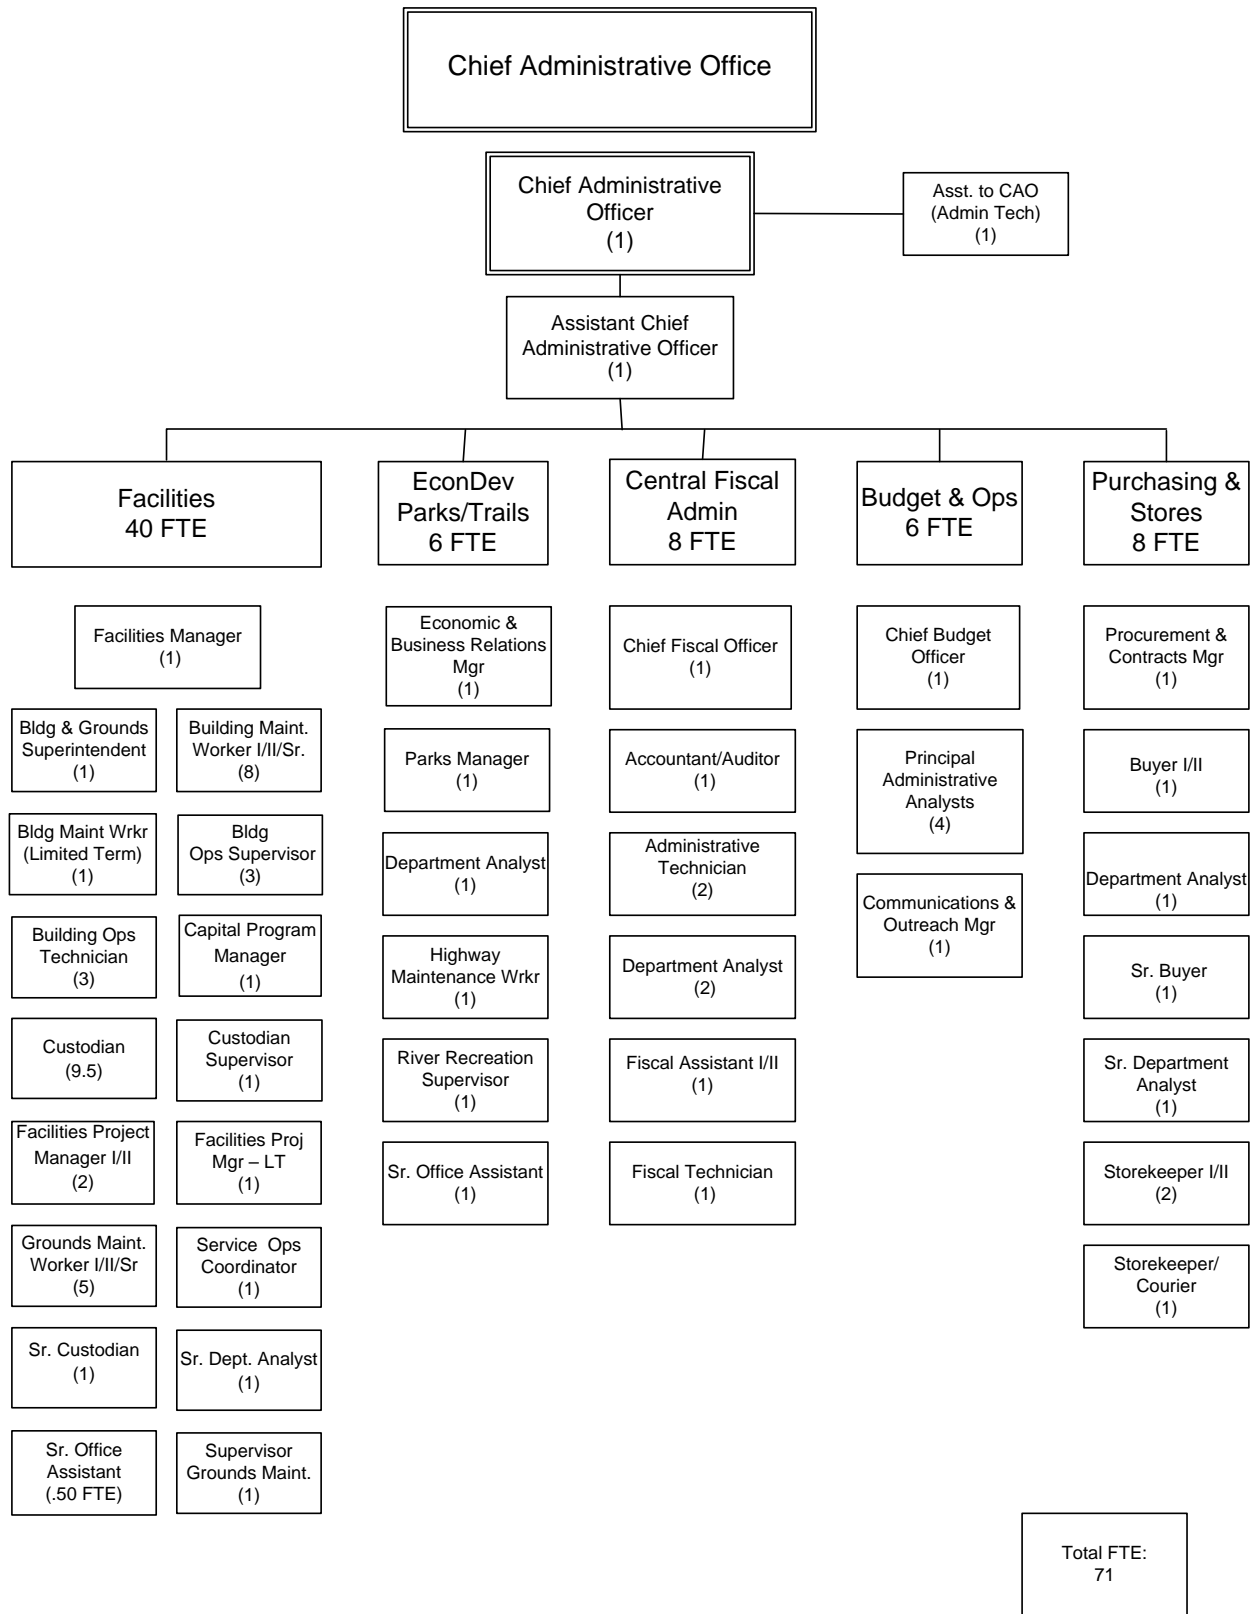 Chief Administrative Office
Chief Administrative
Officer
(1)
Asst. to CAO
(Admin Tech)
(1)
Assistant Chief
Administrative Officer
(1)
Facilities
40 FTE
EconDev
Parks/Trails
6 FTE
Central Fiscal
Admin
8 FTE
Budget & Ops
6 FTE
Purchasing &
Stores
8 FTE
Facilities Manager
(1)
Bldg & Grounds
Superintendent
(1)
Building Maint.
Worker I/II/Sr.
(8)
Bldg Maint Wrkr
(Limited Term)
(1)
Bldg
Ops Supervisor
(3)
Building Ops
Technician
(3)
Capital Program
Manager
(1)
Custodian
(9.5)
Custodian
Supervisor
(1)
Facilities Project
Manager I/II
(2)
Facilities Proj
Mgr – LT
(1)
Grounds Maint.
Worker I/II/Sr
(5)
Service Ops
Coordinator
(1)
Sr. Custodian
(1)
Sr. Dept. Analyst
(1)
Sr. Office
Assistant
(.50 FTE)
Supervisor
Grounds Maint.
(1)
Economic &
Business Relations
Mgr
(1)
Parks Manager
(1)
Department Analyst
(1)
Highway
Maintenance Wrkr
(1)
River Recreation
Supervisor
(1)
Sr. Office Assistant
(1)
Chief Fiscal Officer
(1)
Accountant/Auditor
(1)
Administrative
Technician
(2)
Department Analyst
(2)
Fiscal Assistant I/II
(1)
Fiscal Technician
(1)
Chief Budget
Officer
(1)
Principal
Administrative
Analysts
(4)
Communications &
Outreach Mgr
(1)
Procurement &
Contracts Mgr
(1)
Buyer I/II
(1)
Department Analyst
(1)
Sr. Buyer
(1)
Sr. Department
Analyst
(1)
Storekeeper I/II
(2)
Storekeeper/
Courier
(1)
Total FTE:
71